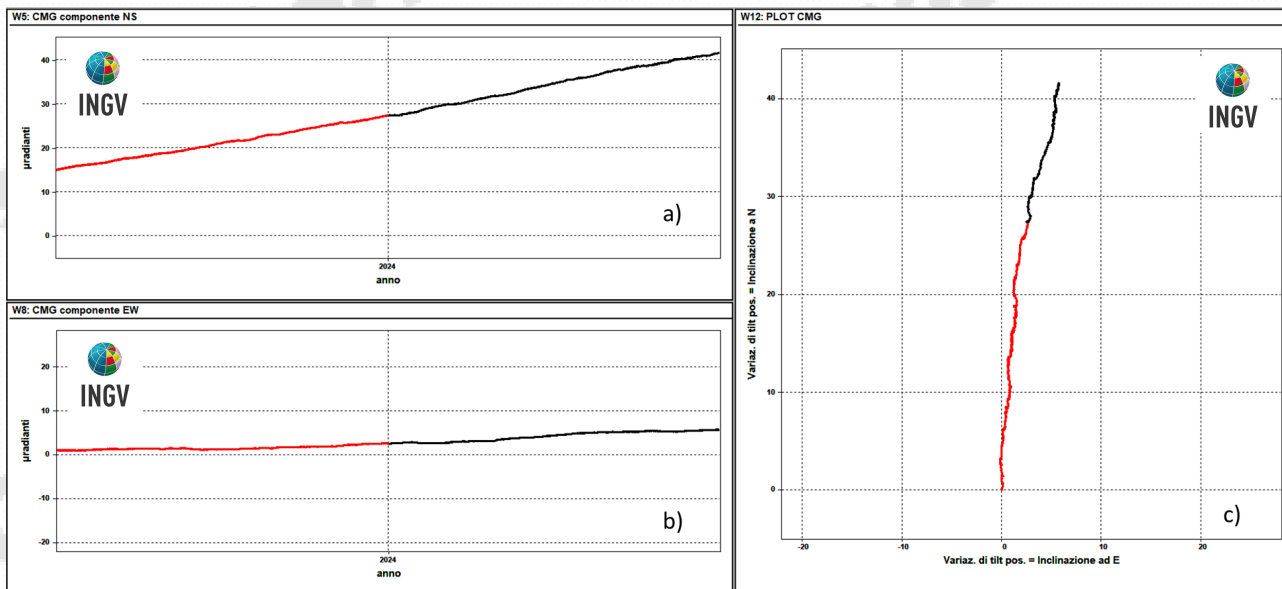 W5: CMG componente NS
INGV
40
30
20
10
0
µradianti
2024
anno
a)
W8: CMG componente EW
INGV
20
10
0
-10
-20
µradianti
2024
anno
b)
W12: PLOT CMG
INGV
40
30
20
10
0
Variaz. di tilt pos. = Inclinazione a N
-20
-10
0
10
20
Variaz. di tilt pos. = Inclinazione ad E
c)